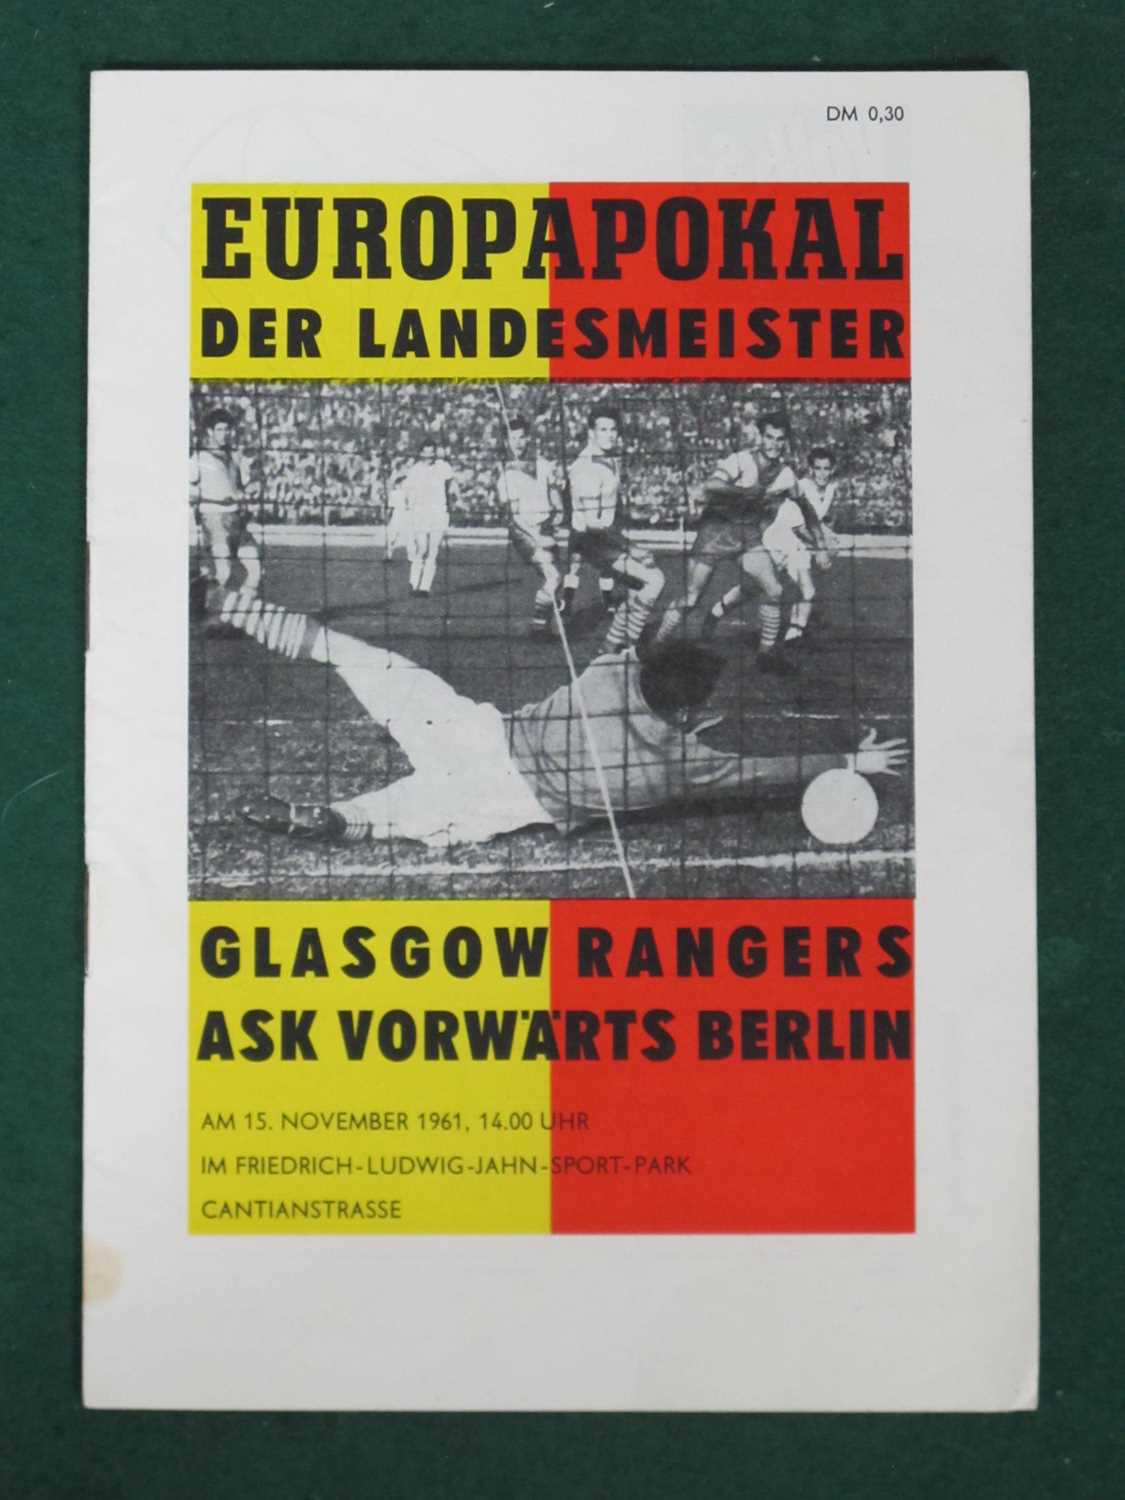 DM 0,30
EUROPAPOKAL
DER LANDESMEISTER
GLASGOW RANGERS
ASK VORWÄRTS BERLIN
AM 15. NOVEMBER 1961, 14.00 UHR
IM FRIEDRICH-LUDWIG-JAHN-SPORT-PARK
CANTIANSTRASSE